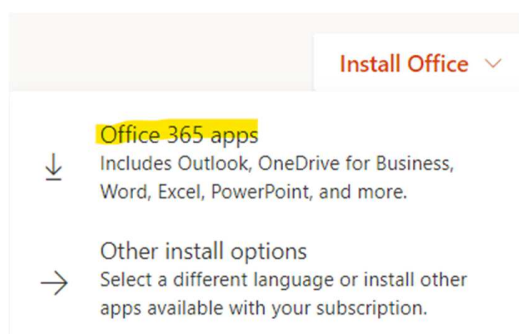 Install Office
Office 365 apps
Includes Outlook, OneDrive for Business,
Word, Excel, PowerPoint, and more.
Other install options
Select a different language or install other
apps available with your subscription.